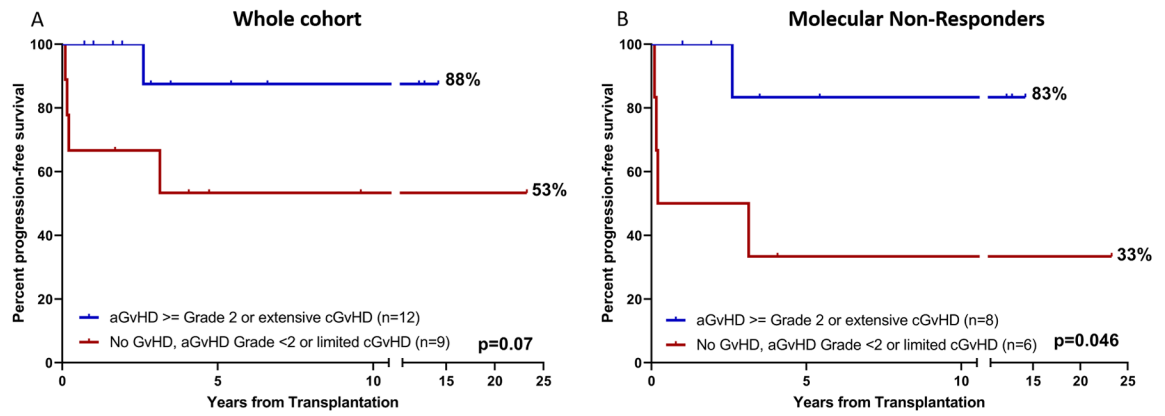 A
Whole cohort
Percent progression-free survival
100
80
60
40
20
0
88%
53%
aGvHD >= Grade 2 or extensive cGvHD (n=12)
No GvHD, aGvHD Grade <2 or limited cGvHD (n=9)
p=0.07
0 5 10 15 20 25
Years from Transplantation
B
Molecular Non-Responders
Percent progression-free survival
100
80
60
40
20
0
83%
33%
aGvHD >= Grade 2 or extensive cGvHD (n=8)
No GvHD, aGvHD Grade <2 or limited cGvHD (n=6)
p=0.046
0 5 10 15 20 25
Years from Transplantation